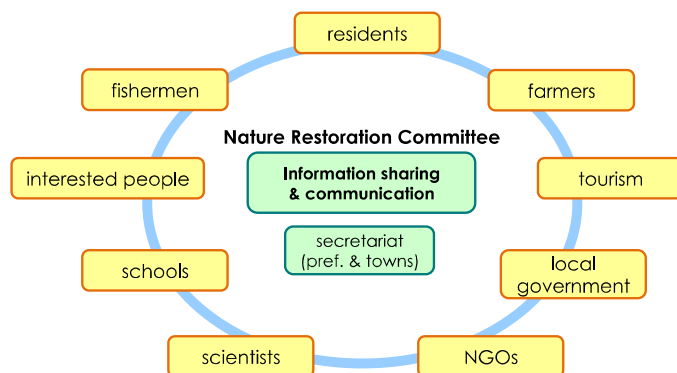 residents
fishermen
farmers
Nature Restoration Committee
Information sharing
& communication
interested people
tourism
secretariat
(pref. & towns)
schools
local
government
scientists
NGOs